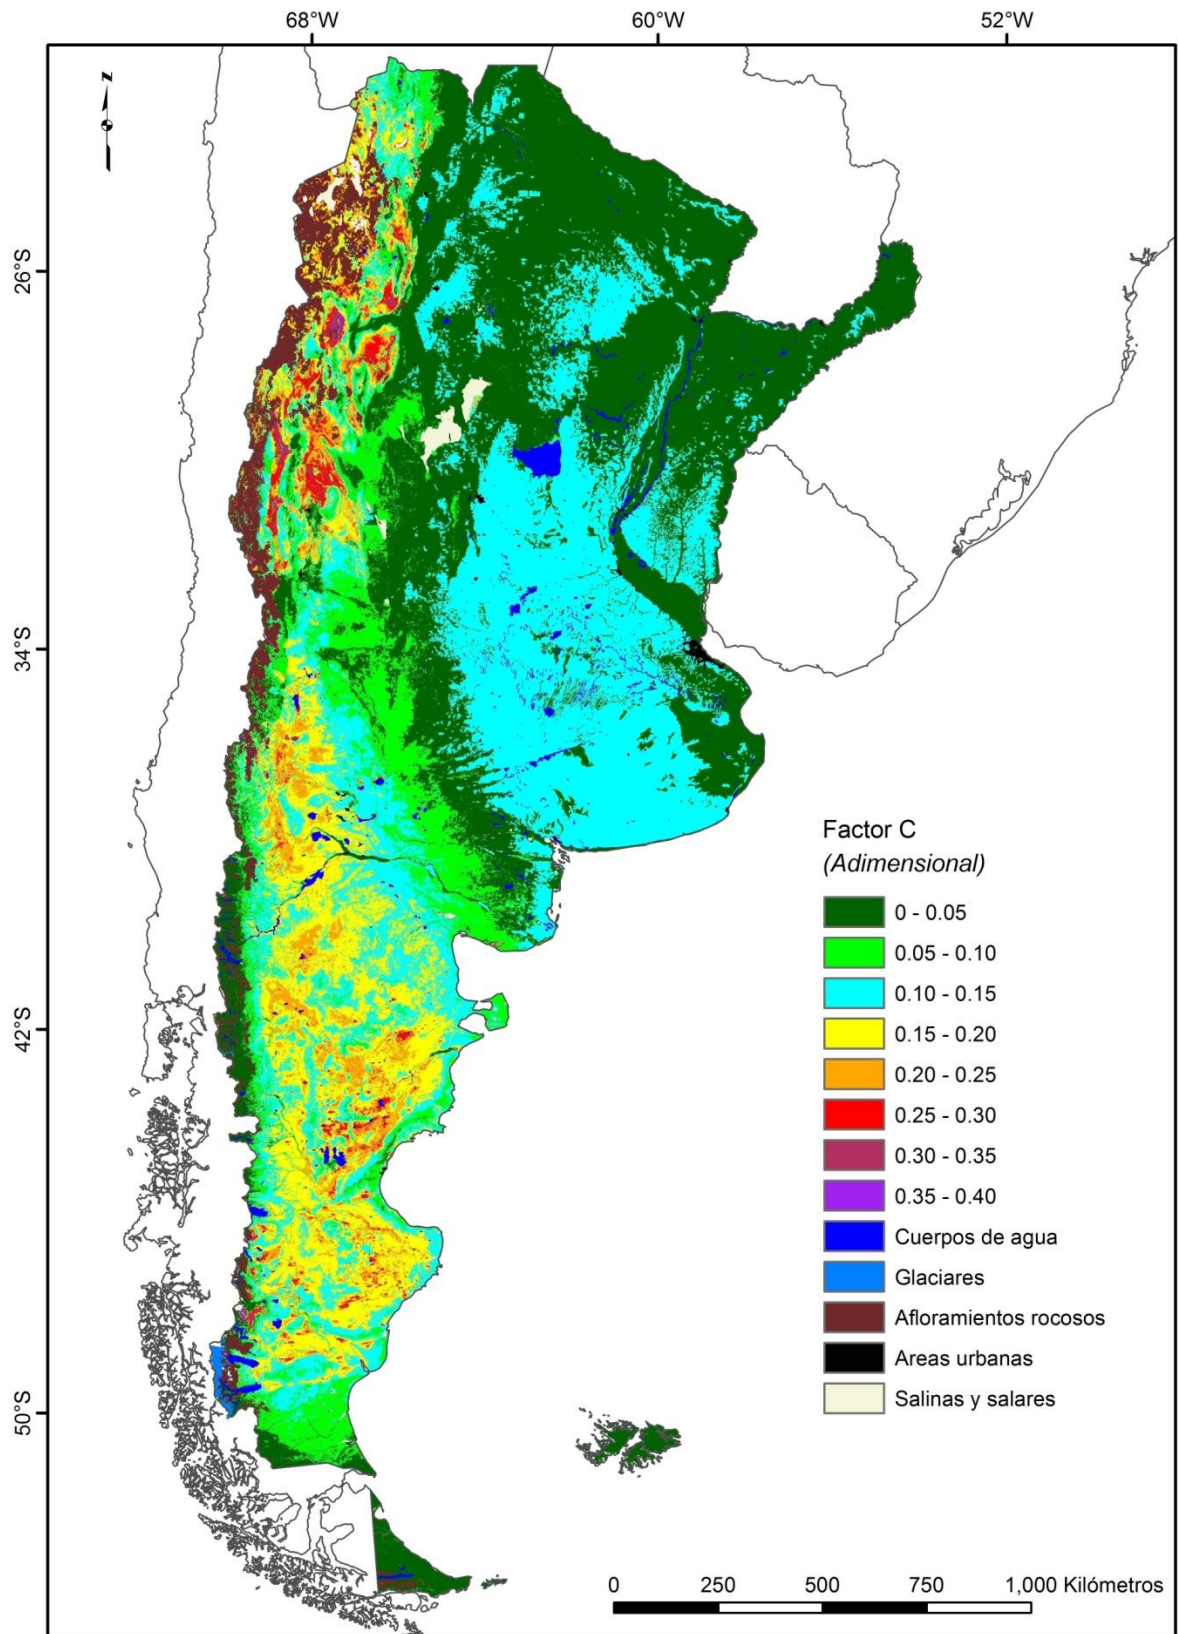 68°W
60°W
52°W
z
26°S
34°S
42°S
50°S
Factor C
(Adimensional)
0 - 0.05
0.05 - 0.10
0.10 - 0.15
0.15 - 0.20
0.20 - 0.25
0.25 - 0.30
0.30 - 0.35
0.35 - 0.40
Cuerpos de agua
Glaciares
Afloramientos rocosos
Areas urbanas
Salinas y salares
0 250 500 750 1,000 Kilómetros